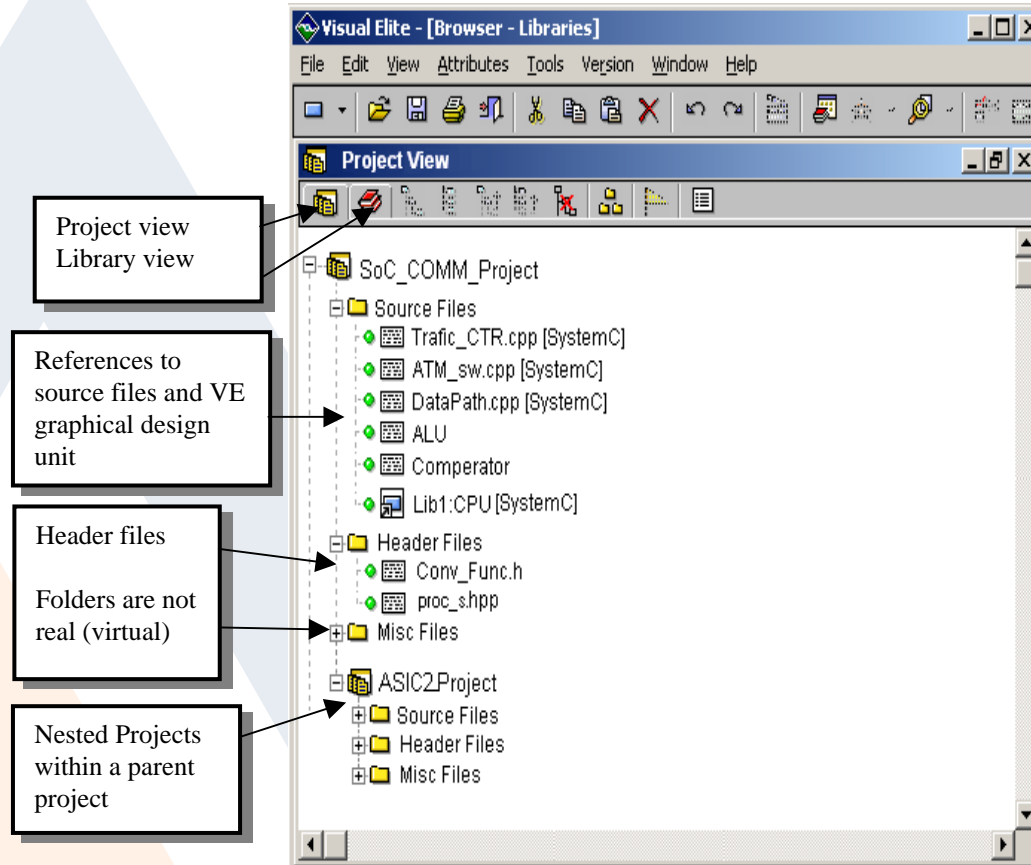 Visual Elite - [Browser - Libraries]
File Edit View Attributes Tools Version Window Help
Project View
Project view
Library view
SoC_COMM_Project
Source Files
Trafic_CTR.cpp [SystemC]
ATM_sw.cpp [SystemC]
DataPath.cpp [SystemC]
ALU
Comperator
Lib1:CPU [SystemC]
References to
source files and VE
graphical design
unit
Header files
Folders are not
real (virtual)
Header Files
Conv_Func.h
proc_s.hpp
Misc Files
Nested Projects
within a parent
project
ASIC2_Project
Source Files
Header Files
Misc Files